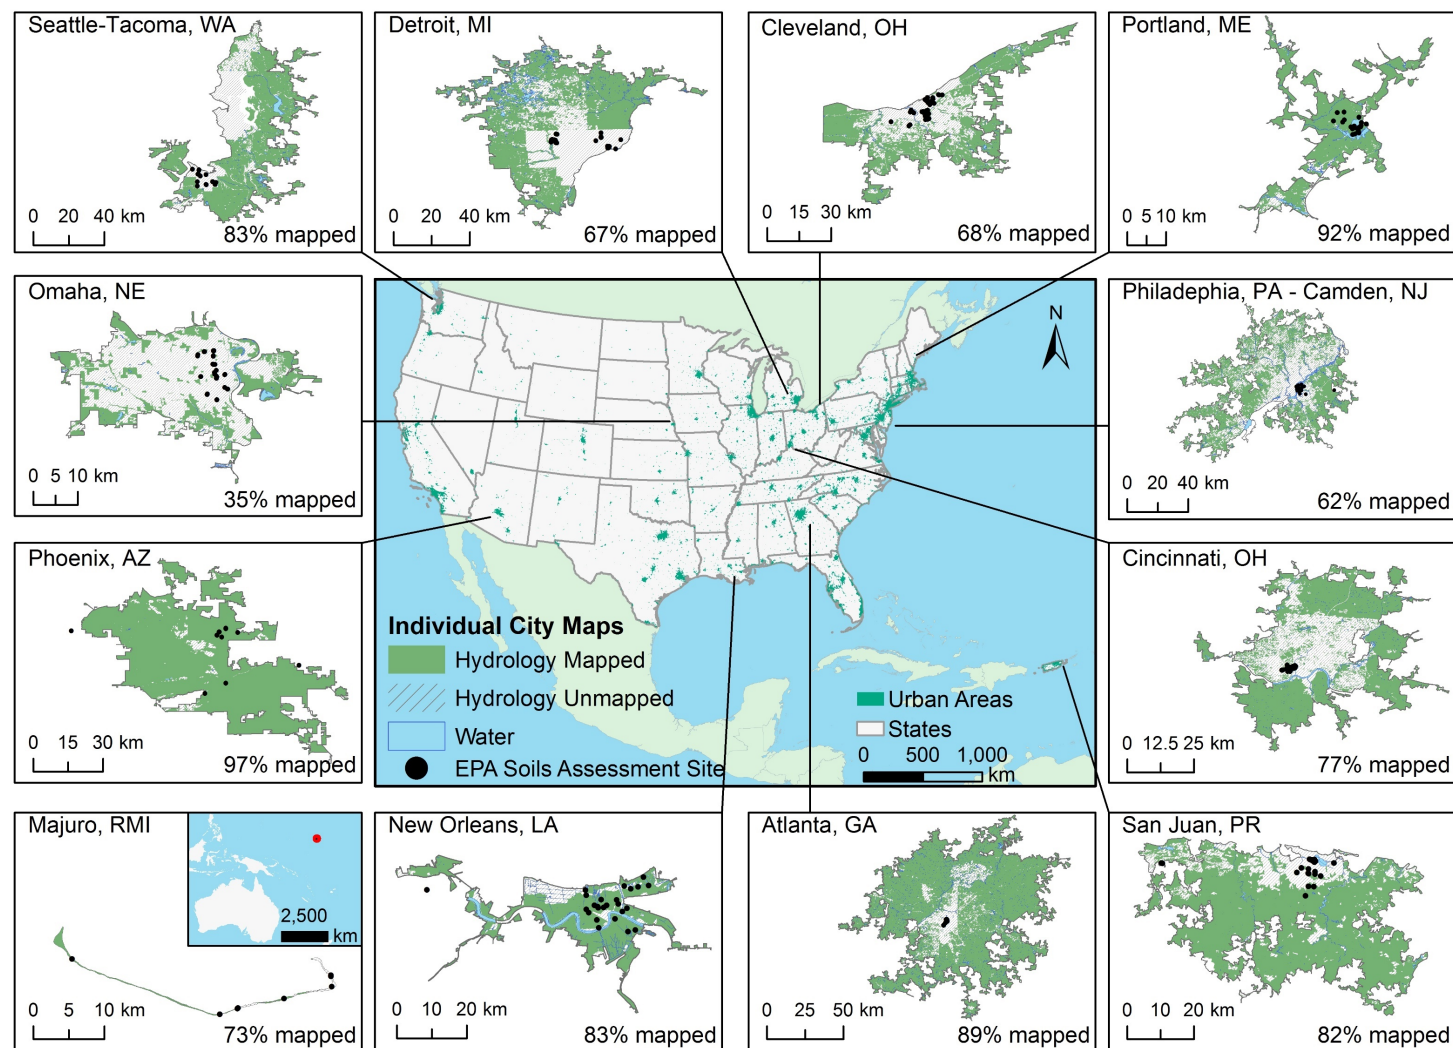 Seattle-Tacoma, WA
0 20 40 km
83% mapped
Detroit, MI
0 20 40 km
67% mapped
Cleveland, OH
0 15 30 km
68% mapped
Portland, ME
0 5 10 km
92% mapped
Omaha, NE
0 5 10 km
35% mapped
N
Individual City Maps
Hydrology Mapped
Hydrology Unmapped
Water
EPA Soils Assessment Site
Urban Areas
States
0 500 1,000
km
Philadephia, PA - Camden, NJ
0 20 40 km
62% mapped
Phoenix, AZ
0 15 30 km
97% mapped
Cincinnati, OH
0 12.5 25 km
77% mapped
Majuro, RMI
2,500
km
0 5 10 km
73% mapped
New Orleans, LA
0 10 20 km
83% mapped
Atlanta, GA
0 25 50 km
89% mapped
San Juan, PR
0 10 20 km
82% mapped